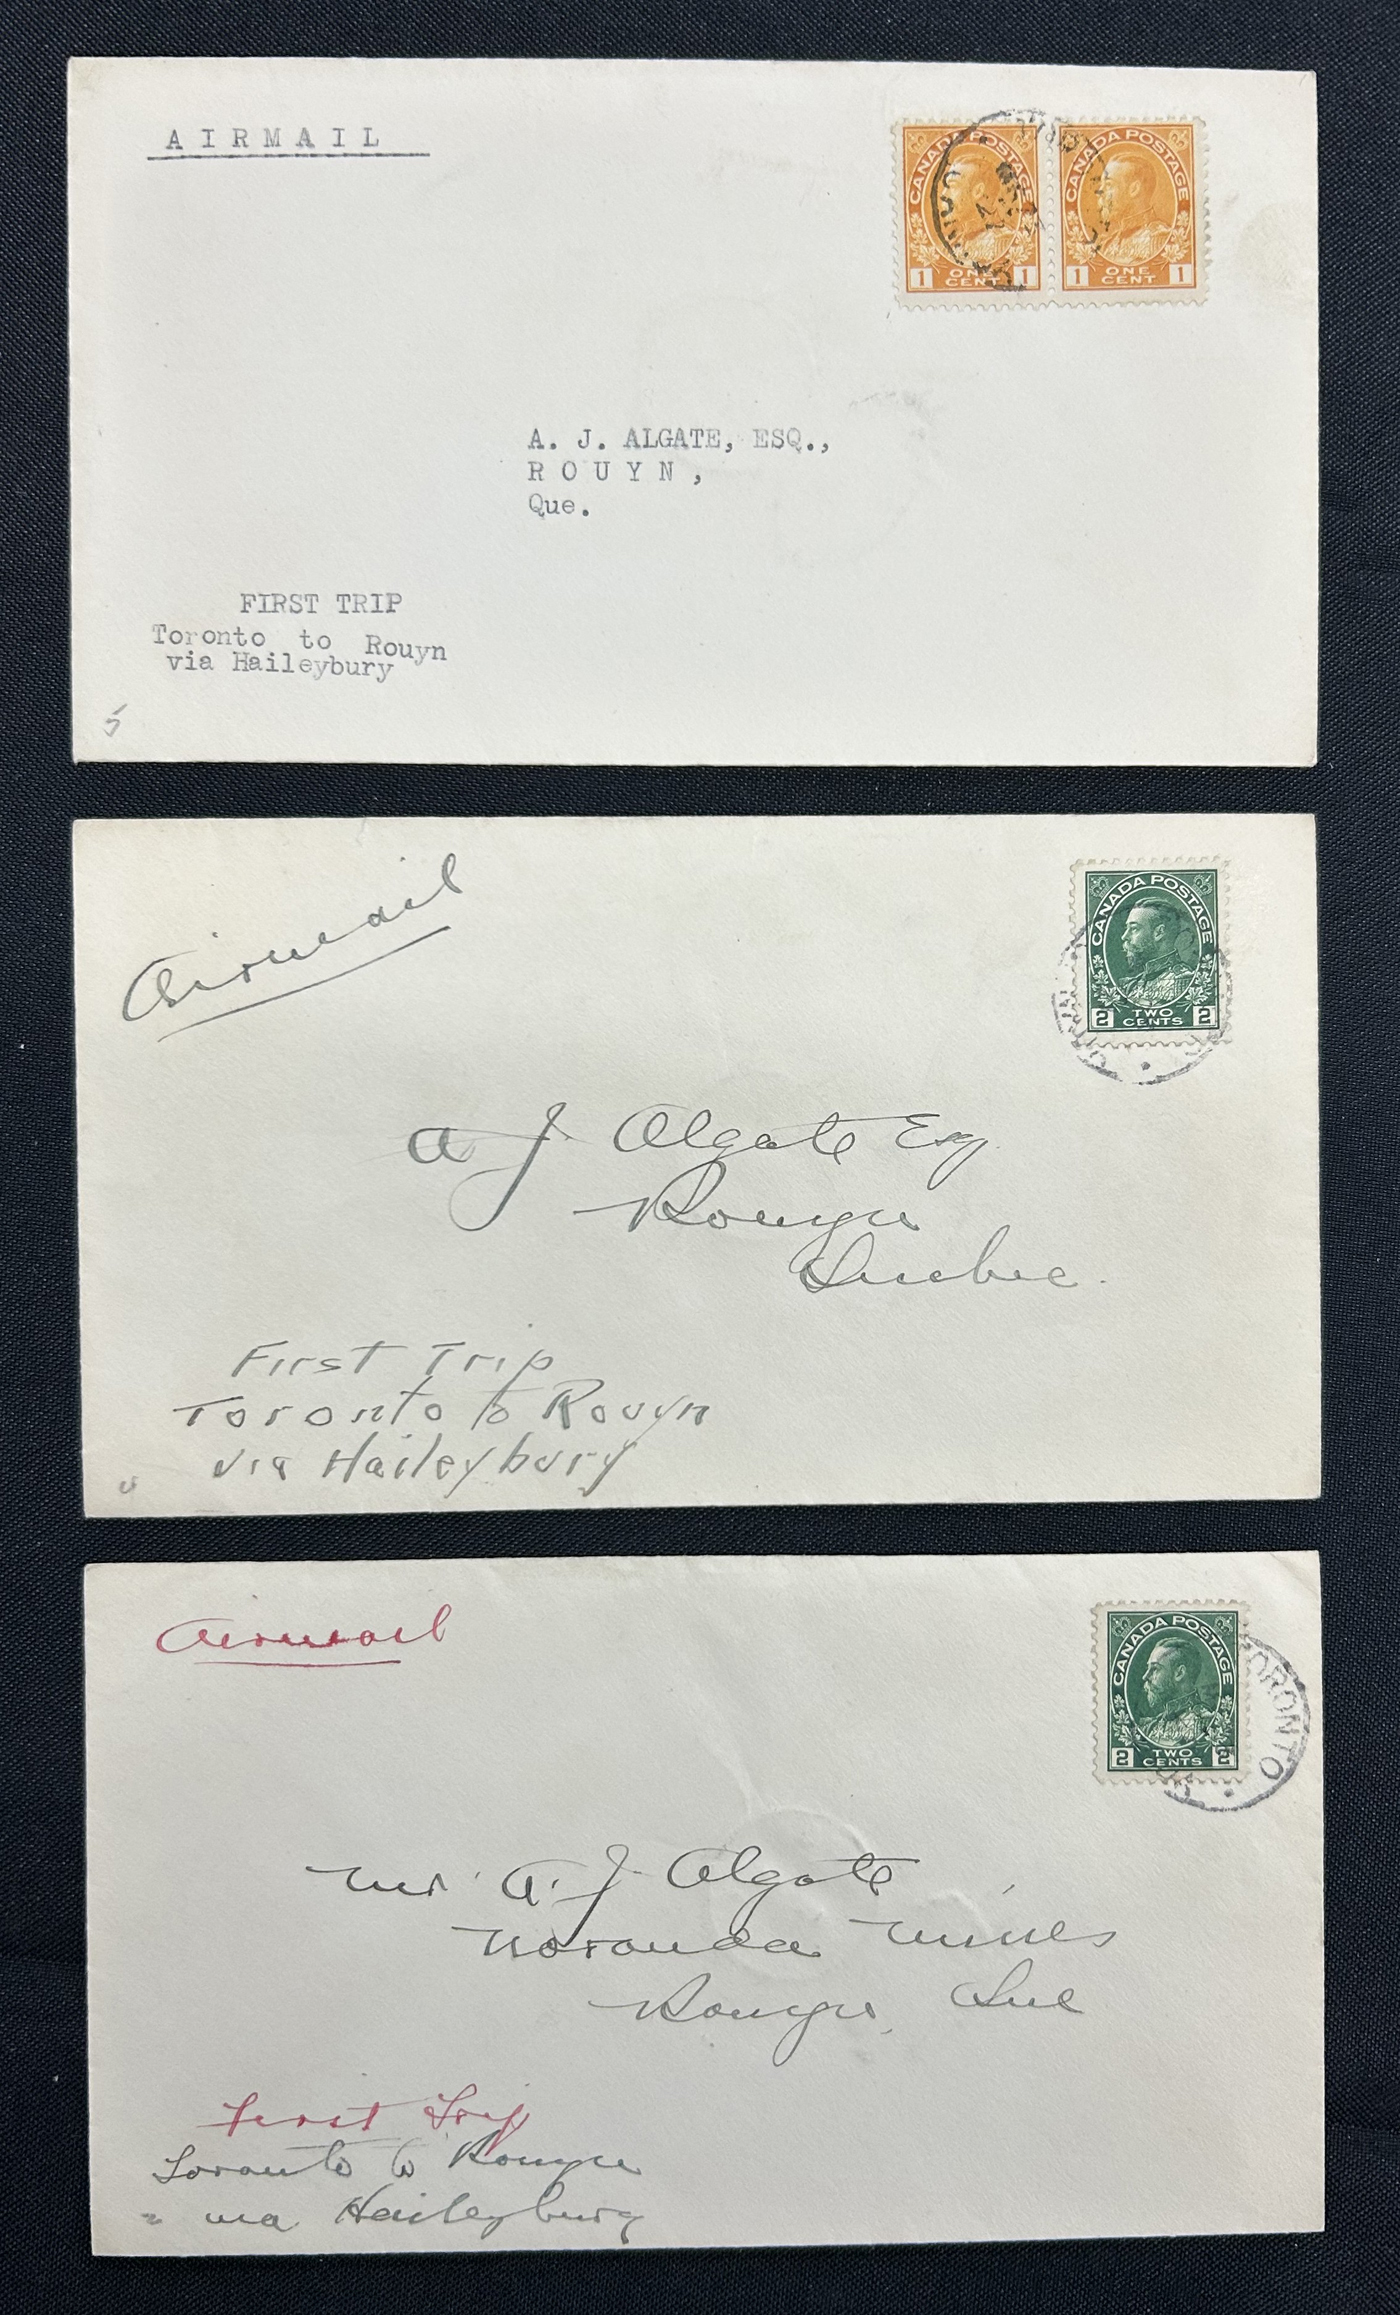 AIRMAIL
CANADA POSTAGE
1 ONE CENT 1
CANADA POSTAGE
1 ONE CENT 1
A. J. ALGATE, ESQ.,
ROUYN,
Que.
FIRST TRIP
Toronto to Rouyn
via Haileybury
5
Airmail
CANADA POSTAGE
2 TWO CENTS 2
A J Algate Esq
Rouyn
Quebec.
First Trip
Toronto to Rouyn
via Haileybury
Airmail
CANADA POSTAGE
2 TWO CENTS 2
TORONTO
Mr. A. J. Algate
Noranda Mines
Rouyn, Que
First Trip
Toronto to Rouyn
via Haileybury